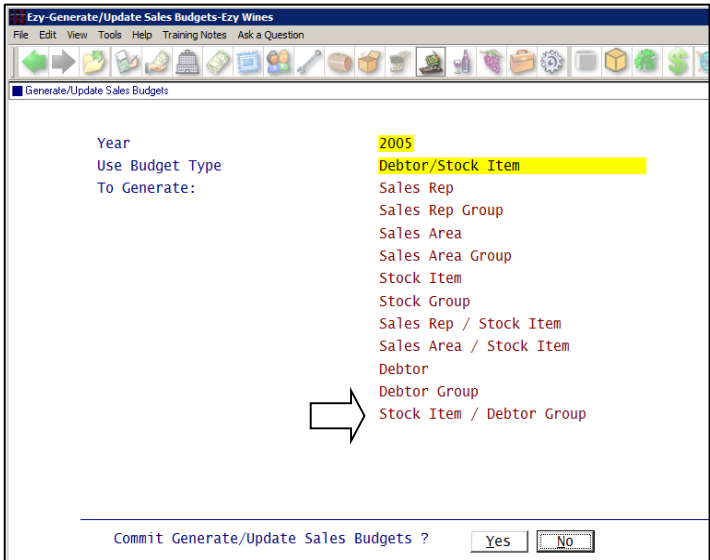 Ezy-Generate/Update Sales Budgets-Ezy Wines
File Edit View Tools Help Training Notes Ask a Question
Generate/Update Sales Budgets
Year 2005
Use Budget Type Debtor/Stock Item
To Generate: Sales Rep
Sales Rep Group
Sales Area
Sales Area Group
Stock Item
Stock Group
Sales Rep / Stock Item
Sales Area / Stock Item
Debtor
Debtor Group
Stock Item / Debtor Group
Commit Generate/Update Sales Budgets ? Yes No